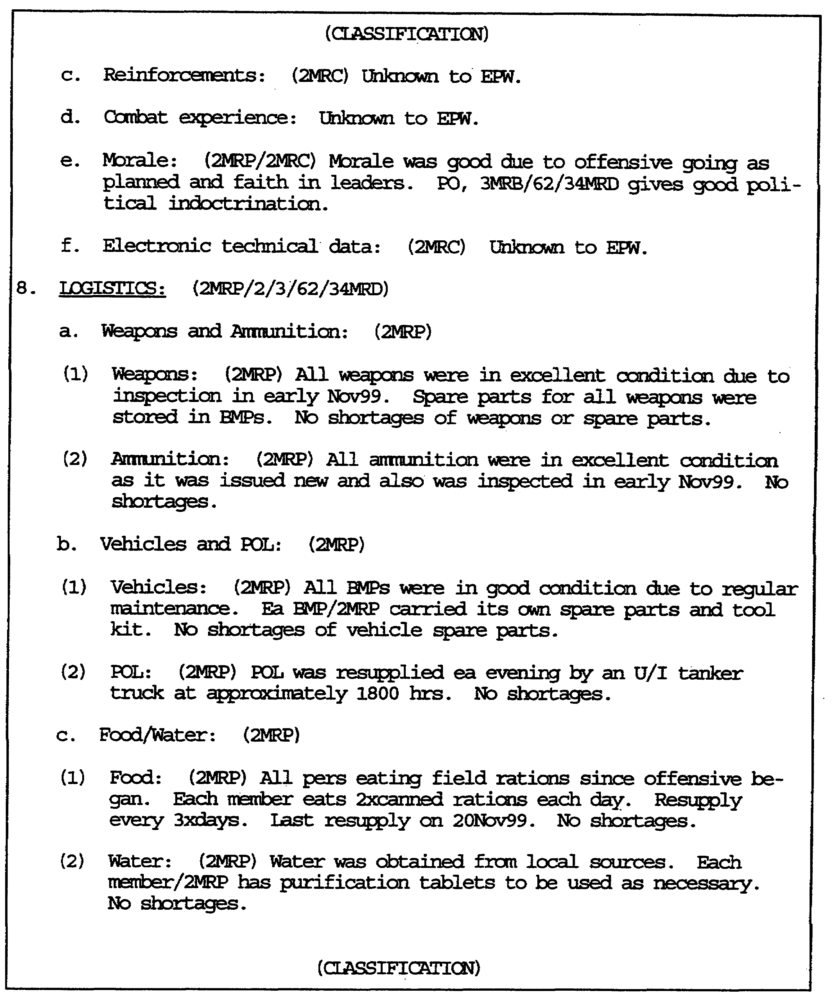 (CLASSIFICATION)
c. Reinforcements: (2MRC) Unknown to EPW.
d. Combat experience: Unknown to EPW.
e. Morale: (2MRP/2MRC) Morale was good due to offensive going as
planned and faith in leaders. PO, 3MRB/62/34MRD gives good poli-
tical indoctrination.
f. Electronic technical data: (2MRC) Unknown to EPW.
8. LOGISTICS: (2MRP/2/3/62/34MRD)
a. Weapons and Ammunition: (2MRP)
(1) Weapons: (2MRP) All weapons were in excellent condition due to
inspection in early Nov99. Spare parts for all weapons were
stored in BMPs. No shortages of weapons or spare parts.
(2) Ammunition: (2MRP) All ammunition were in excellent condition
as it was issued new and also was inspected in early Nov99. No
shortages.
b. Vehicles and POL: (2MRP)
(1) Vehicles: (2MRP) All BMPs were in good condition due to regular
maintenance. Ea BMP/2MRP carried its own spare parts and tool
kit. No shortages of vehicle spare parts.
(2) POL: (2MRP) POL was resupplied ea evening by an U/I tanker
truck at approximately 1800 hrs. No shortages.
c. Food/Water: (2MRP)
(1) Food: (2MRP) All pers eating field rations since offensive be-
gan. Each member eats 2xcanned rations each day. Resupply
every 3xdays. Last resupply on 20Nov99. No shortages.
(2) Water: (2MRP) Water was obtained from local sources. Each
member/2MRP has purification tablets to be used as necessary.
No shortages.
(CLASSIFICATION)